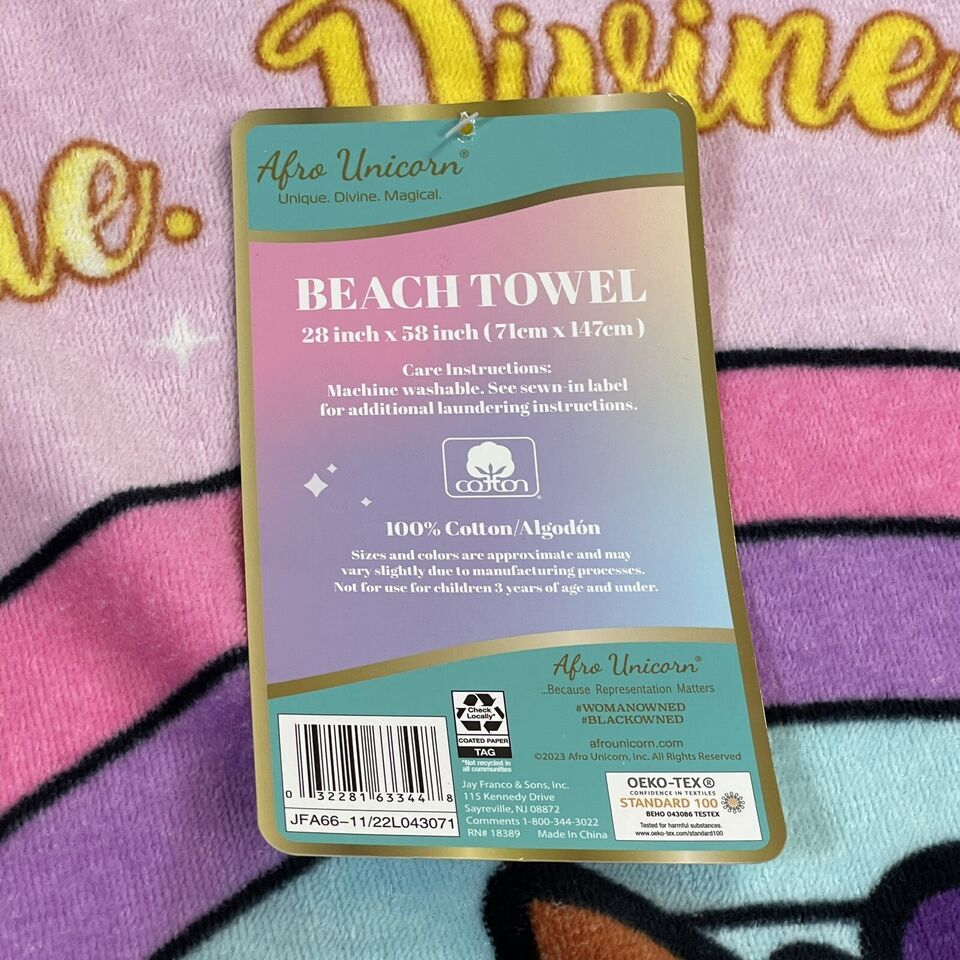 Divine.
ue.
Afro Unicorn®
Unique. Divine. Magical.
BEACH TOWEL
28 inch x 58 inch ( 71cm x 147cm )
Care Instructions:
Machine washable. See sewn-in label
for additional laundering instructions.
cotton®
100% Cotton/Algodón
Sizes and colors are approximate and may
vary slightly due to manufacturing processes.
Not for use for children 3 years of age and under.
Afro Unicorn®
...Because Representation Matters
#WOMANOWNED
#BLACKOWNED
afrounicorn.com
©2023 Afro Unicorn, Inc. All Rights Reserved
Check
Locally*
COATED PAPER
TAG
*Not recycled in
all communities
0 32281 63344 8
JFA66-11/22L043071
Jay Franco & Sons, Inc.
115 Kennedy Drive
Sayreville, NJ 08872
Comments 1-800-344-3022
RN# 18389 Made In China
OEKO-TEX®
CONFIDENCE IN TEXTILES
STANDARD 100
BEHO 043086 TESTEX
Tested for harmful substances.
www.oeko-tex.com/standard100